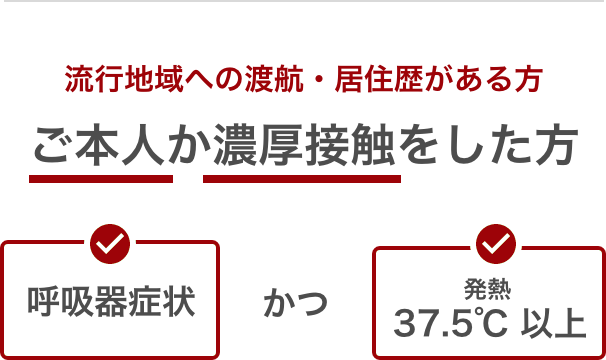 流行地域への渡航・居住歴がある方
ご本人か濃厚接触をした方
呼吸器症状
かつ
発熱
37.5℃ 以上